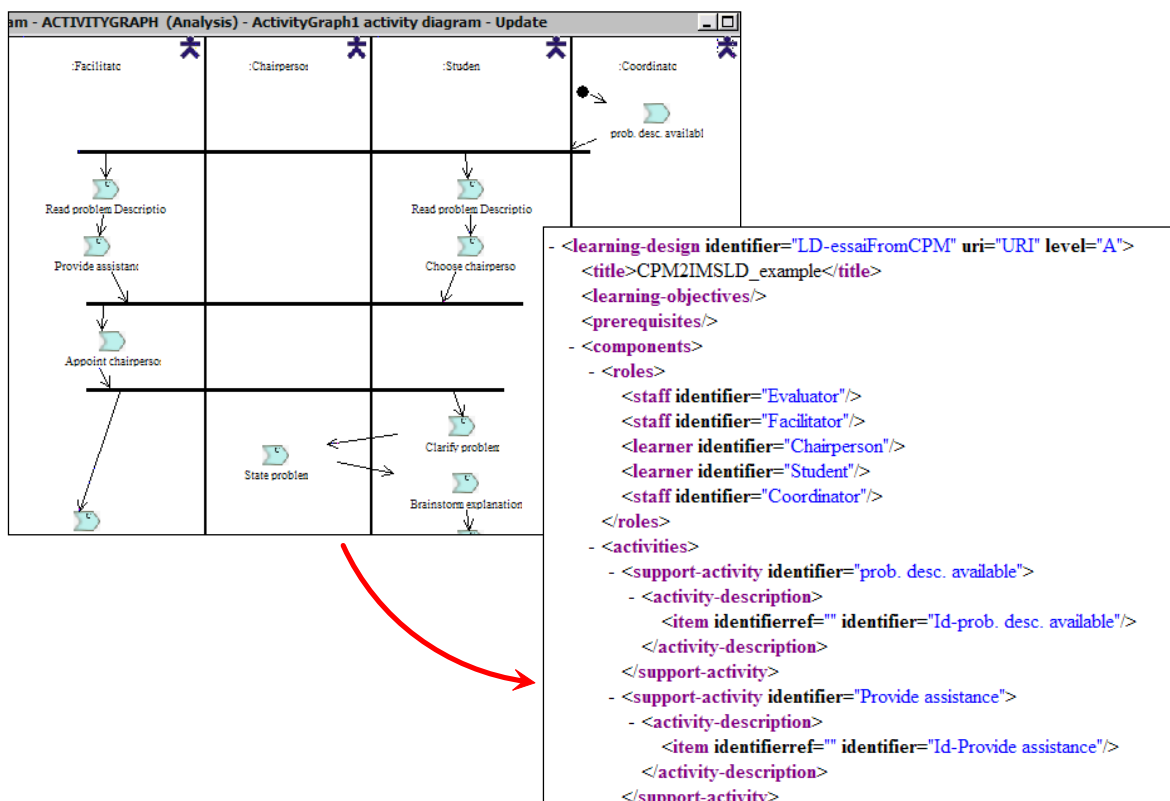 am - ACTIVITYGRAPH (Analysis) - ActivityGraph1 activity diagram - Update
:Facilitato
:Chairperson
:Studen
:Coordinato
prob. desc. availabl
Read problem Descriptio
Read problem Descriptio
Provide assistanc
Choose chairperso
Appoint chairperso
Clarify problem
State problem
Brainstorm explanation
- <learning-design identifier="LD-essaiFromCPM" uri="URI" level="A">
<title>CPM2IMSLD_example</title>
<learning-objectives/>
<prerequisites/>
- <components>
- <roles>
<staff identifier="Evaluator"/>
<staff identifier="Facilitator"/>
<learner identifier="Chairperson"/>
<learner identifier="Student"/>
<staff identifier="Coordinator"/>
</roles>
- <activities>
- <support-activity identifier="prob. desc. available">
- <activity-description>
<item identifierref="" identifier="Id-prob. desc. available"/>
</activity-description>
</support-activity>
- <support-activity identifier="Provide assistance">
- <activity-description>
<item identifierref="" identifier="Id-Provide assistance"/>
</activity-description>
</support-activity>